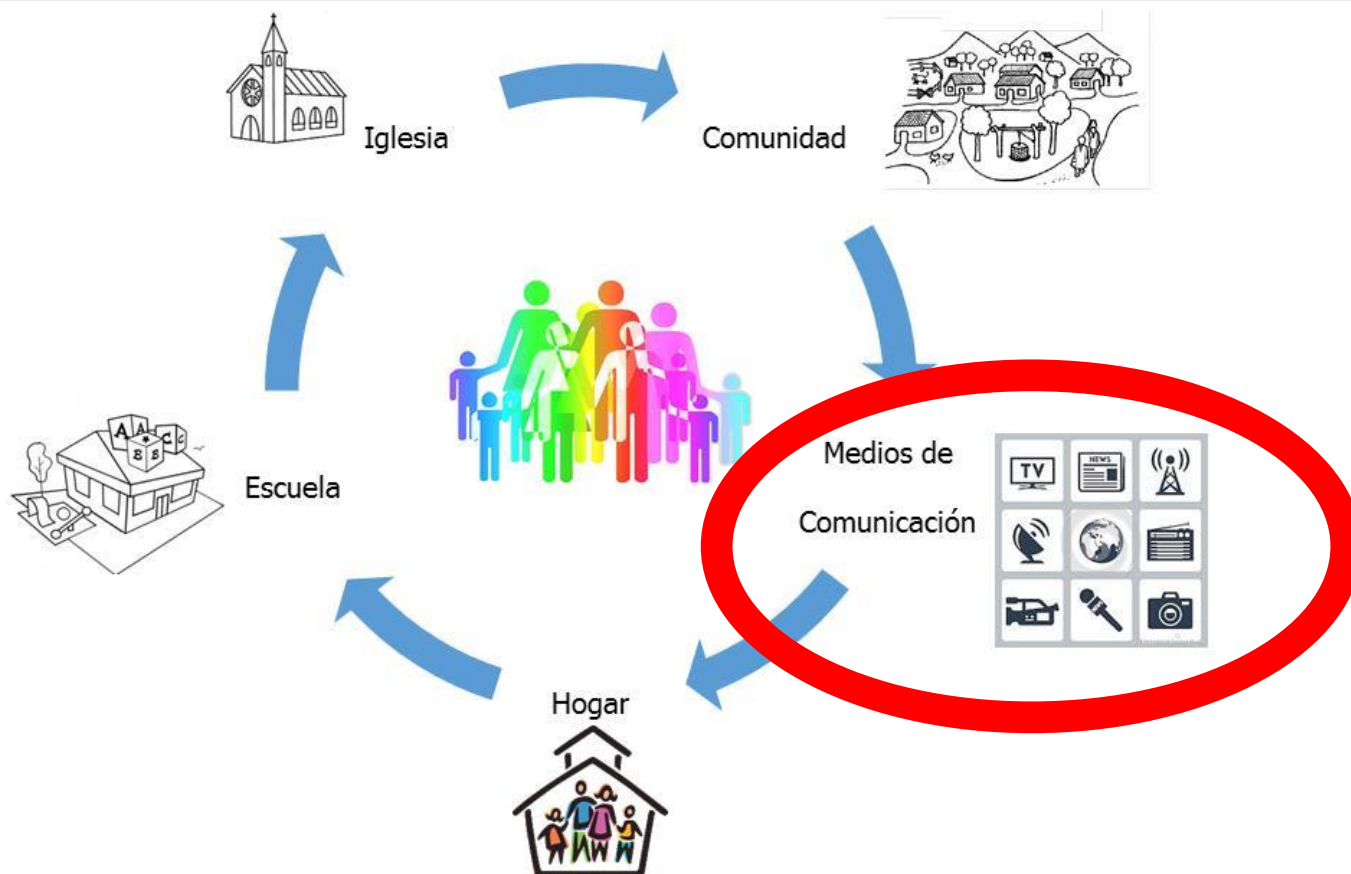 Iglesia
Comunidad
Medios de
Comunicación
TV
NEWS
Escuela
Hogar